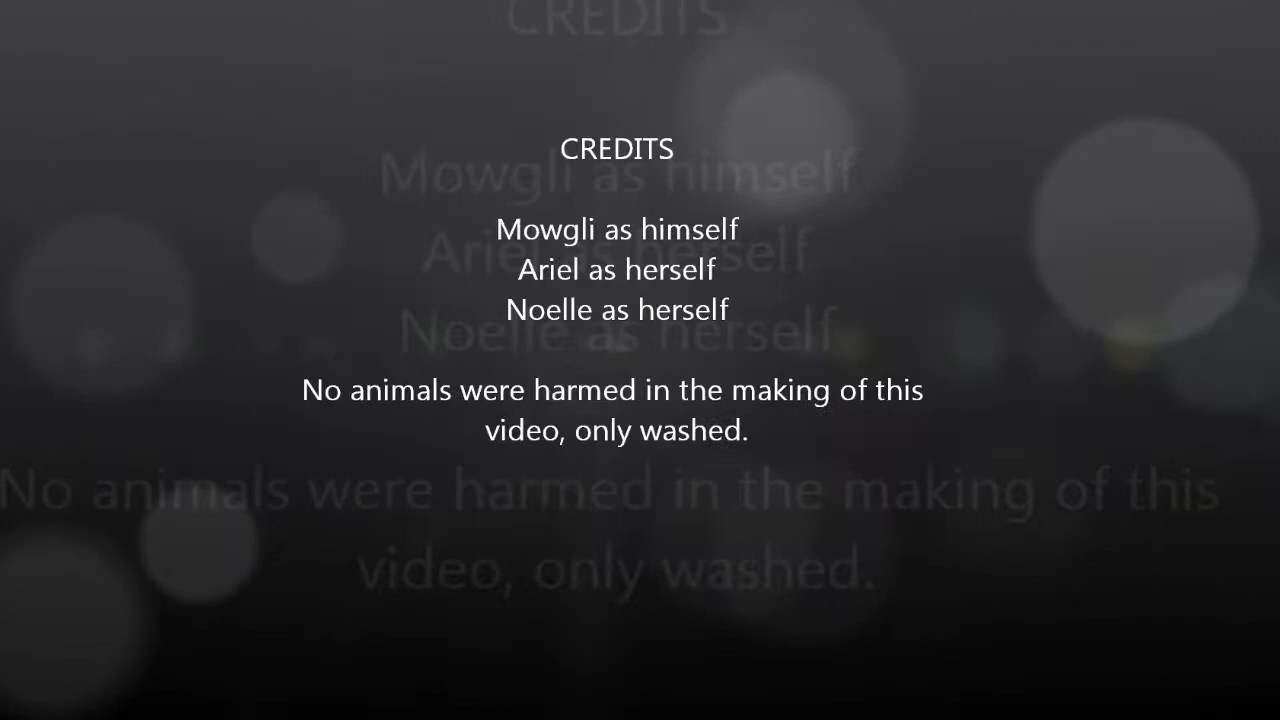 CREDITS
Mowgli as himself
Ariel as herself
Noelle as herself
No animals were harmed in the making of this
video, only washed.